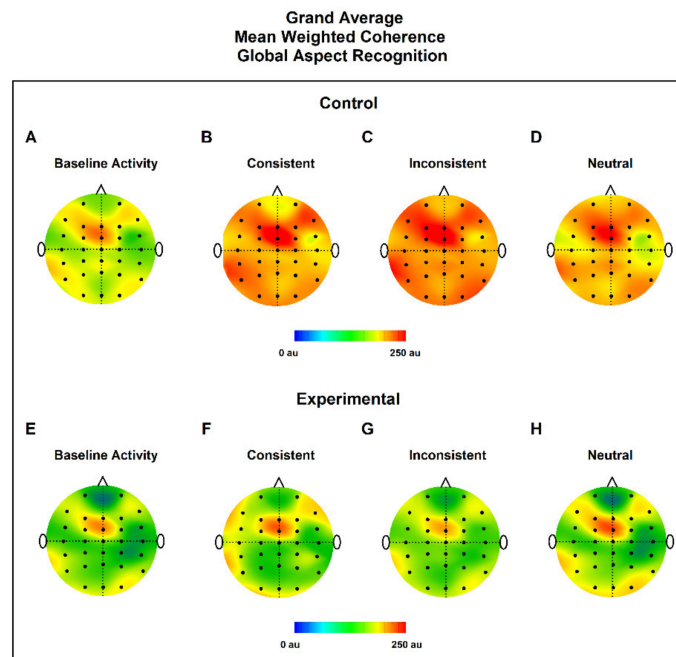 Grand Average
Mean Weighted Coherence
Global Aspect Recognition
Control
A B C D
Baseline Activity Consistent Inconsistent Neutral
0 au 250 au
Experimental
E F G H
Baseline Activity Consistent Inconsistent Neutral
0 au 250 au